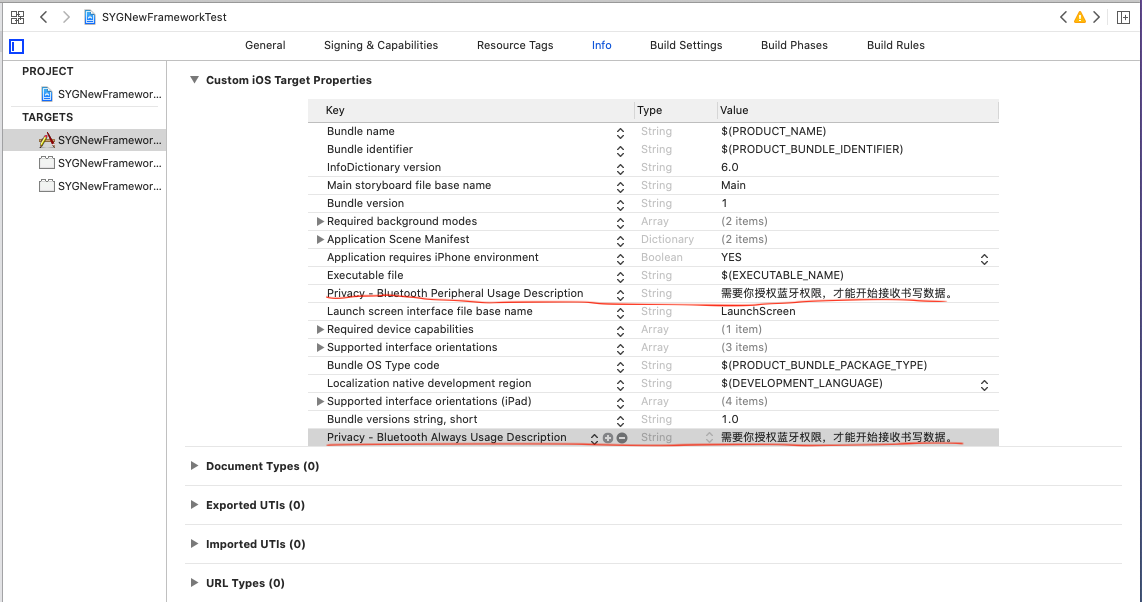 SYGNewFrameworkTest
General Signing & Capabilities Resource Tags Info Build Settings Build Phases Build Rules
PROJECT
SYGNewFramewor...
TARGETS
SYGNewFramewor...
SYGNewFramewor...
SYGNewFramewor...
Custom iOS Target Properties
Key Type Value
Bundle name String $(PRODUCT_NAME)
Bundle identifier String $(PRODUCT_BUNDLE_IDENTIFIER)
InfoDictionary version String 6.0
Main storyboard file base name String Main
Bundle version String 1
Required background modes Array (2 items)
Application Scene Manifest Dictionary (2 items)
Application requires iPhone environment Boolean YES
Executable file String $(EXECUTABLE_NAME)
Privacy - Bluetooth Peripheral Usage Description String 需要你授权蓝牙权限，才能开始接收书写数据。
Launch screen interface file base name String LaunchScreen
Required device capabilities Array (1 item)
Supported interface orientations Array (3 items)
Bundle OS Type code String $(PRODUCT_BUNDLE_PACKAGE_TYPE)
Localization native development region String $(DEVELOPMENT_LANGUAGE)
Supported interface orientations (iPad) Array (4 items)
Bundle versions string, short String 1.0
Privacy - Bluetooth Always Usage Description String 需要你授权蓝牙权限，才能开始接收书写数据。
Document Types (0)
Exported UTIs (0)
Imported UTIs (0)
URL Types (0)